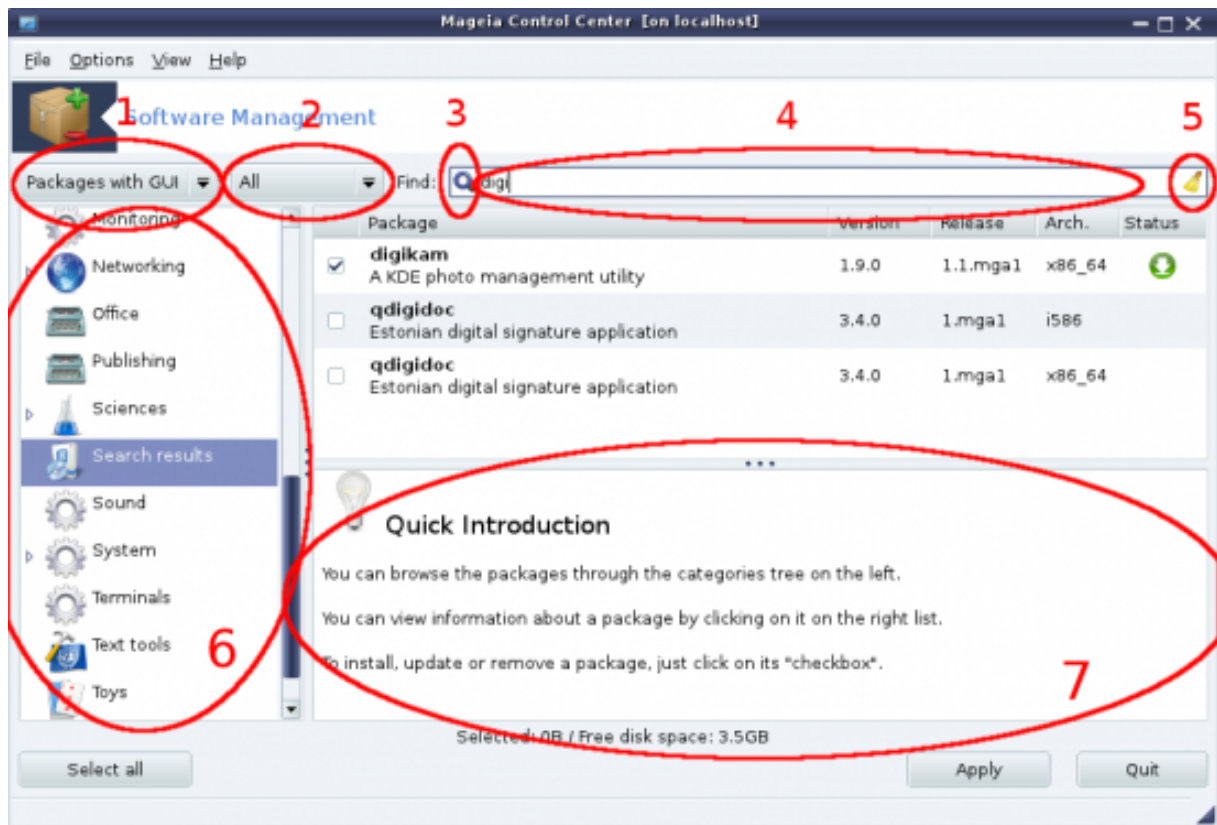 Mageia Control Center [on localhost]
File Options View Help
1 2 3 4 5
Software Management
Packages with GUI All Find: digi
Package Version Release Arch. Status
Monitoring
Networking
Office
Publishing
Sciences
Search results
Sound
System
Terminals
Text tools
Toys
6
digikam
A KDE photo management utility
1.9.0 1.1.mga1 x86_64
qdigidoc
Estonian digital signature application
3.4.0 1.mga1 i586
qdigidoc
Estonian digital signature application
3.4.0 1.mga1 x86_64
Quick Introduction
You can browse the packages through the categories tree on the left.
You can view information about a package by clicking on it on the right list.
To install, update or remove a package, just click on its "checkbox".
7
Selected: 0B / Free disk space: 3.5GB
Select all Apply Quit